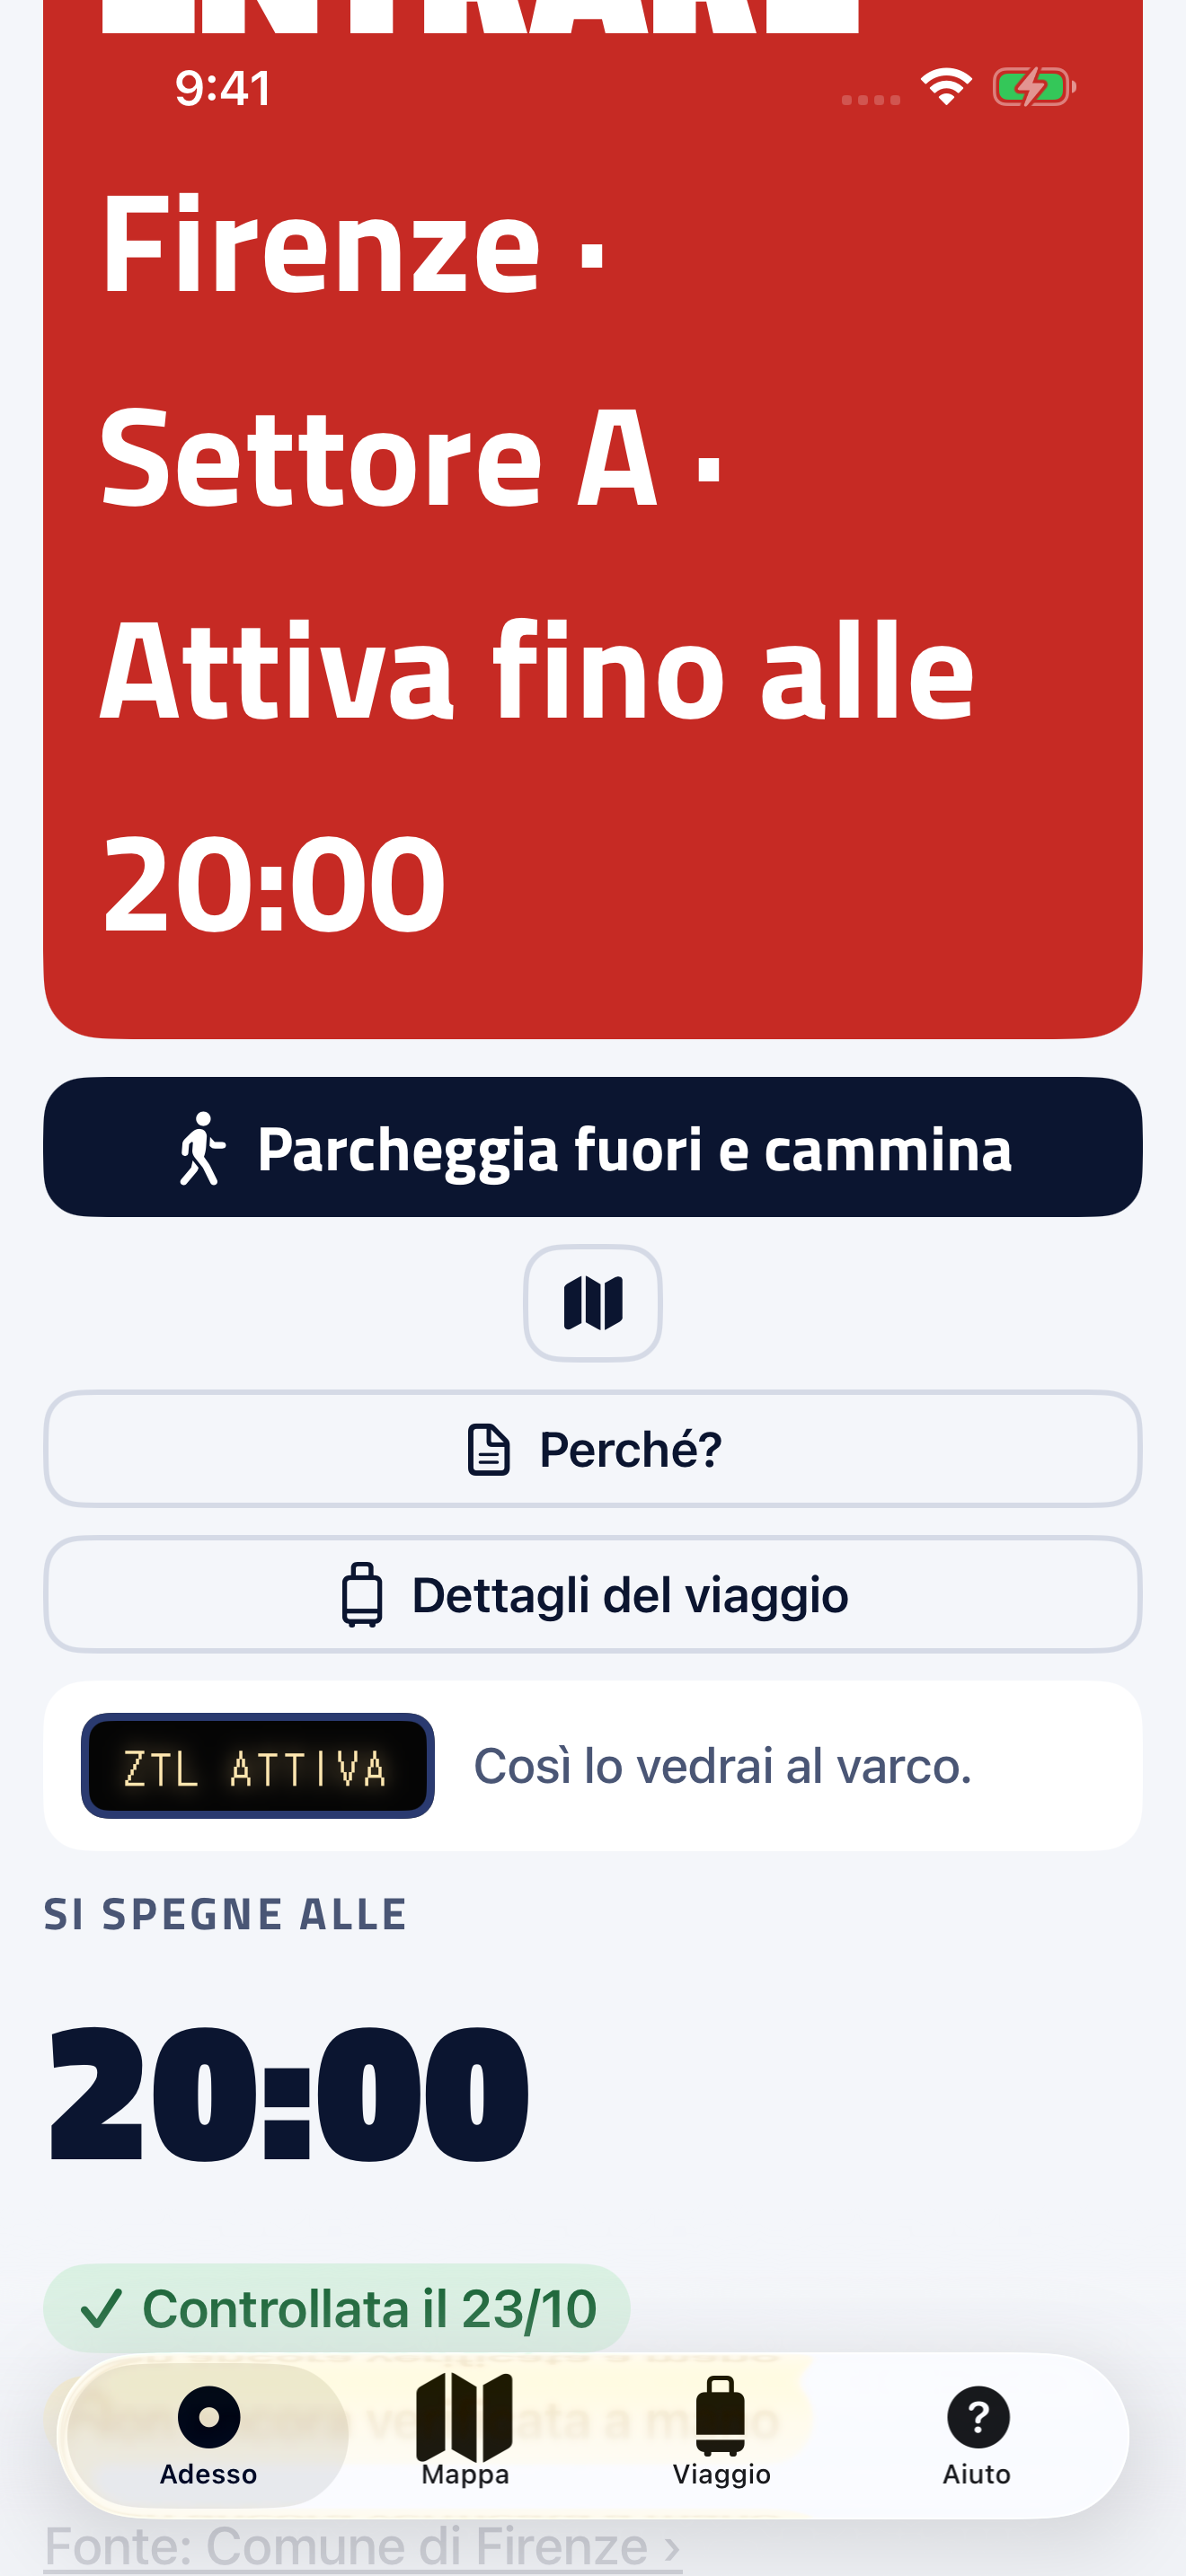 9:41
Firenze ·
Settore A ·
Attiva fino alle
20:00
Parcheggia fuori e cammina
Perché?
Dettagli del viaggio
ZTL ATTIVA
Così lo vedrai al varco.
SI SPEGNE ALLE
20:00
✓ Controllata il 23/10
Adesso
Mappa
Viaggio
? Aiuto
Fonte: Comune di Firenze ›